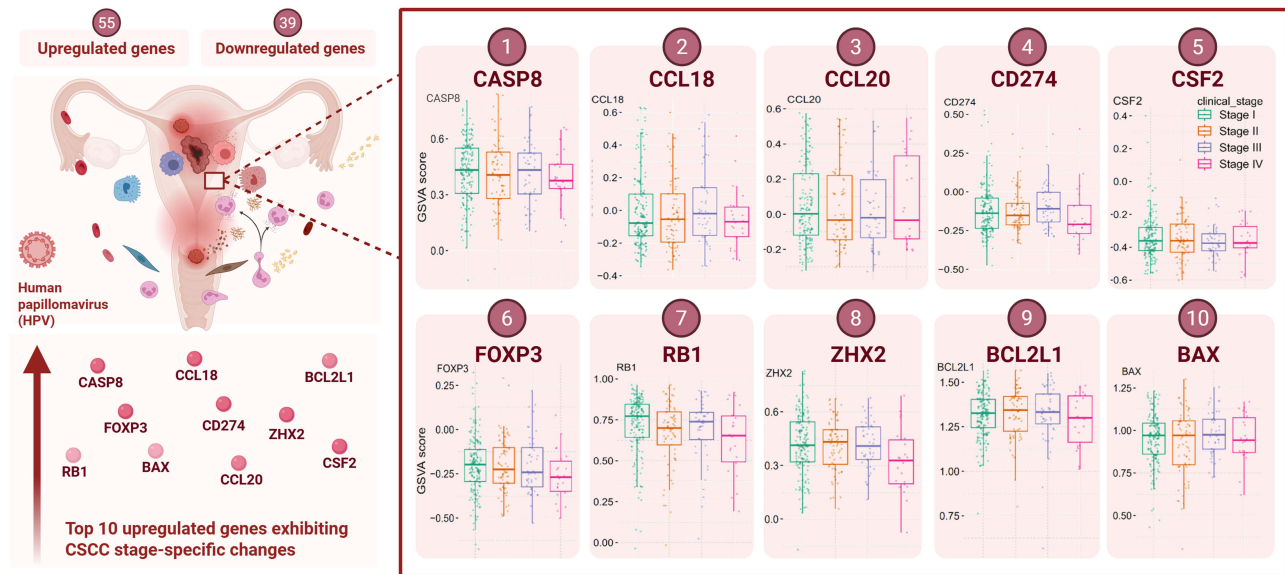 55
Upregulated genes
39
Downregulated genes
Human
papillomavirus
(HPV)
CASP8
CCL18
BCL2L1
FOXP3
CD274
ZHX2
RB1
BAX
CCL20
CSF2
Top 10 upregulated genes exhibiting
CSCC stage-specific changes
1
CASP8
CASP8
GSVA score
0.6
0.3
0.0
2
CCL18
CCL18
0.6
0.4
0.2
0.0
−0.2
−0.4
3
CCL20
CCL20
0.6
0.4
0.2
0.0
−0.2
4
CD274
CD274
0.50
0.25
0.00
−0.25
−0.50
5
CSF2
CSF2
0.4
0.2
0.0
−0.2
−0.4
−0.6
clinical_stage
Stage I
Stage II
Stage III
Stage IV
6
FOXP3
FOXP3
GSVA score
0.25
0.00
−0.25
−0.50
7
RB1
RB1
1.00
0.75
0.50
0.25
0.00
8
ZHX2
ZHX2
0.6
0.3
0.0
9
BCL2L1
BCL2L1
1.50
1.25
1.00
0.75
10
BAX
BAX
1.25
1.00
0.75
0.50